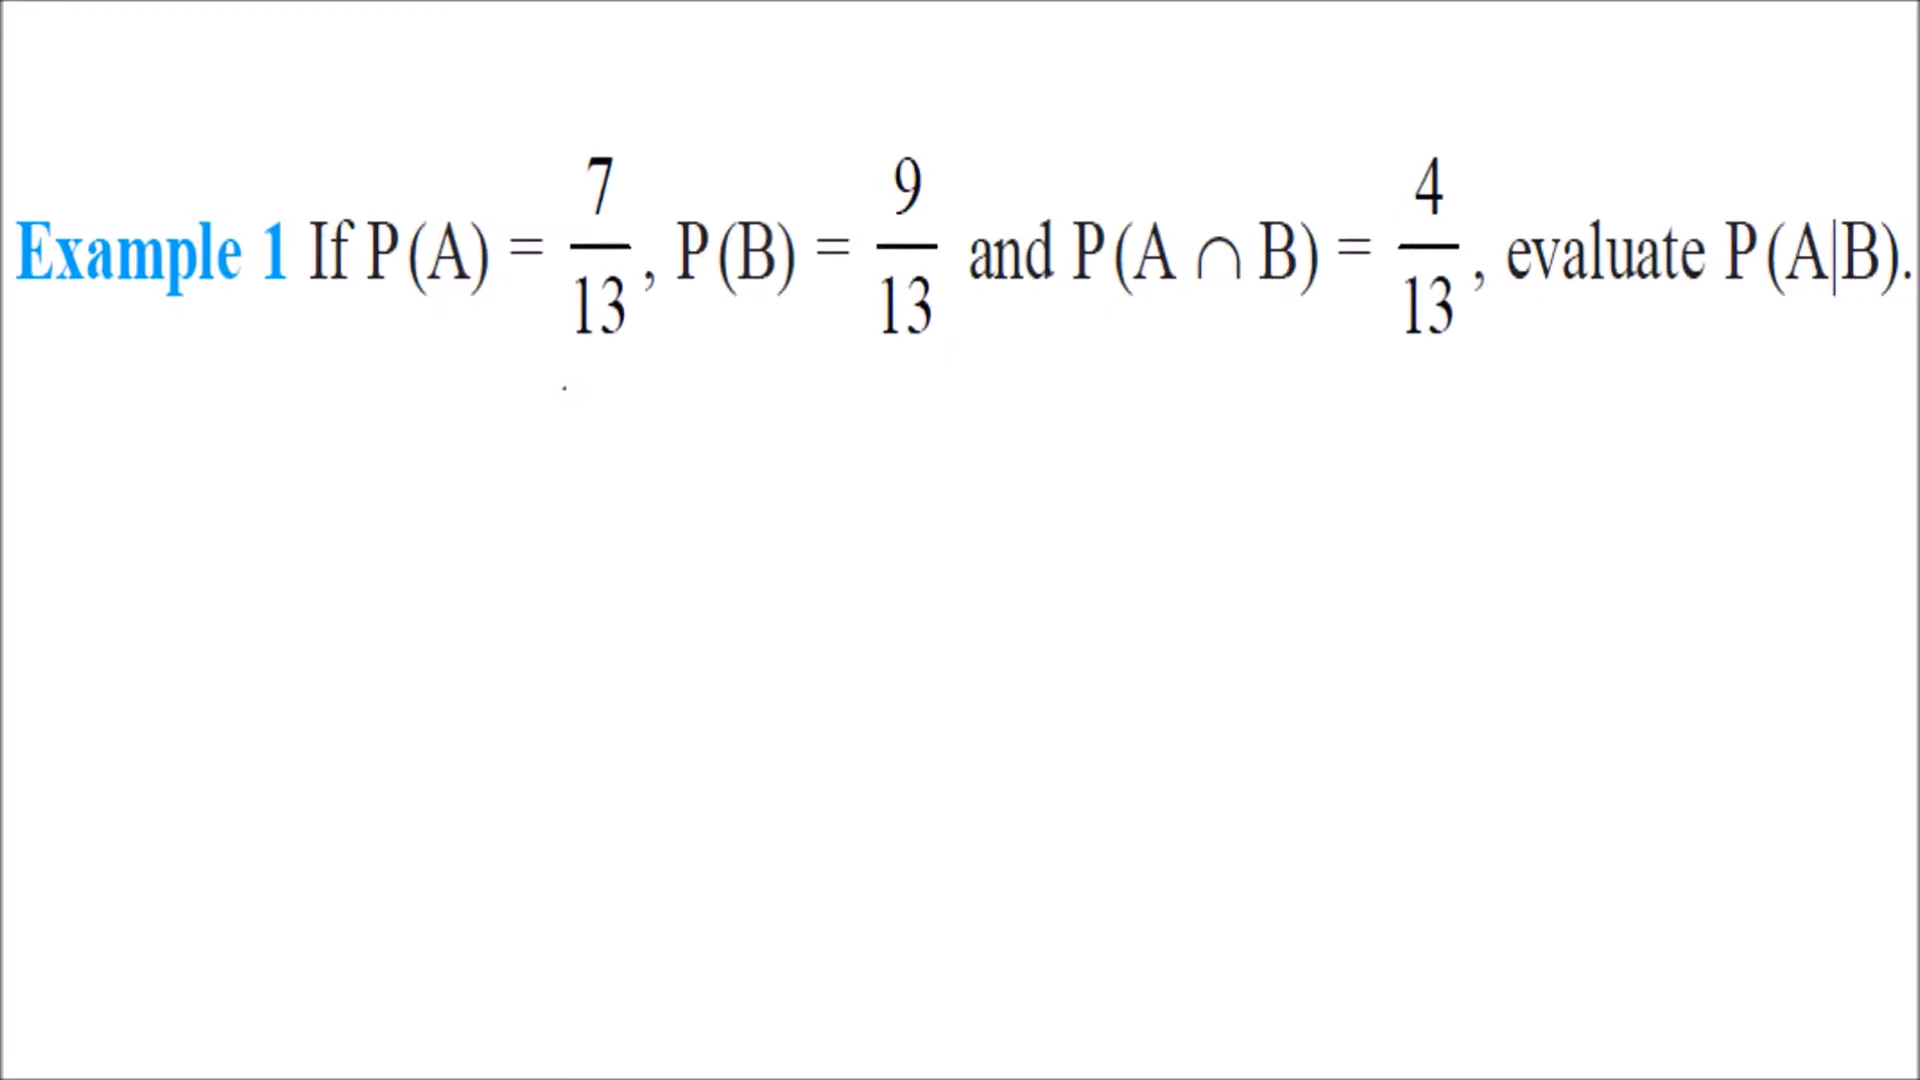 Example 1 If P(A) = 7/13, P(B) = 9/13 and P(A ∩ B) = 4/13, evaluate P(A|B).